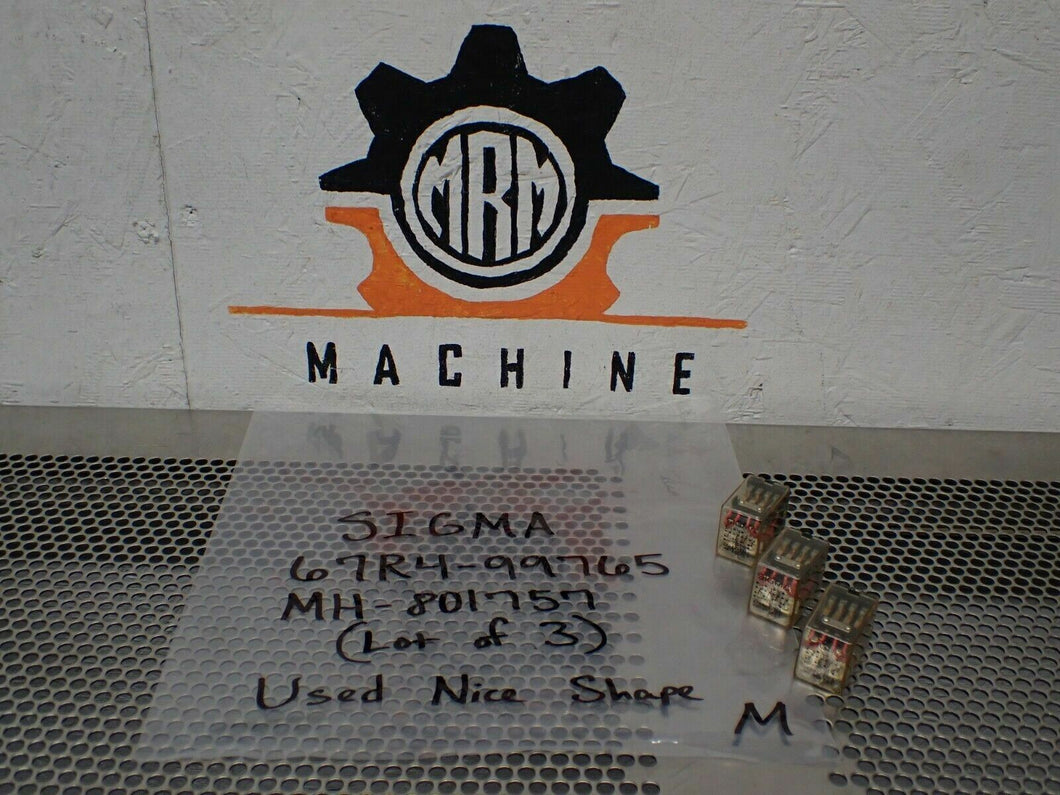 MRM
MACHINE
SIGMA
67R4-99765
MH-801757
(Lot of 3)
Used Nice Shape
M